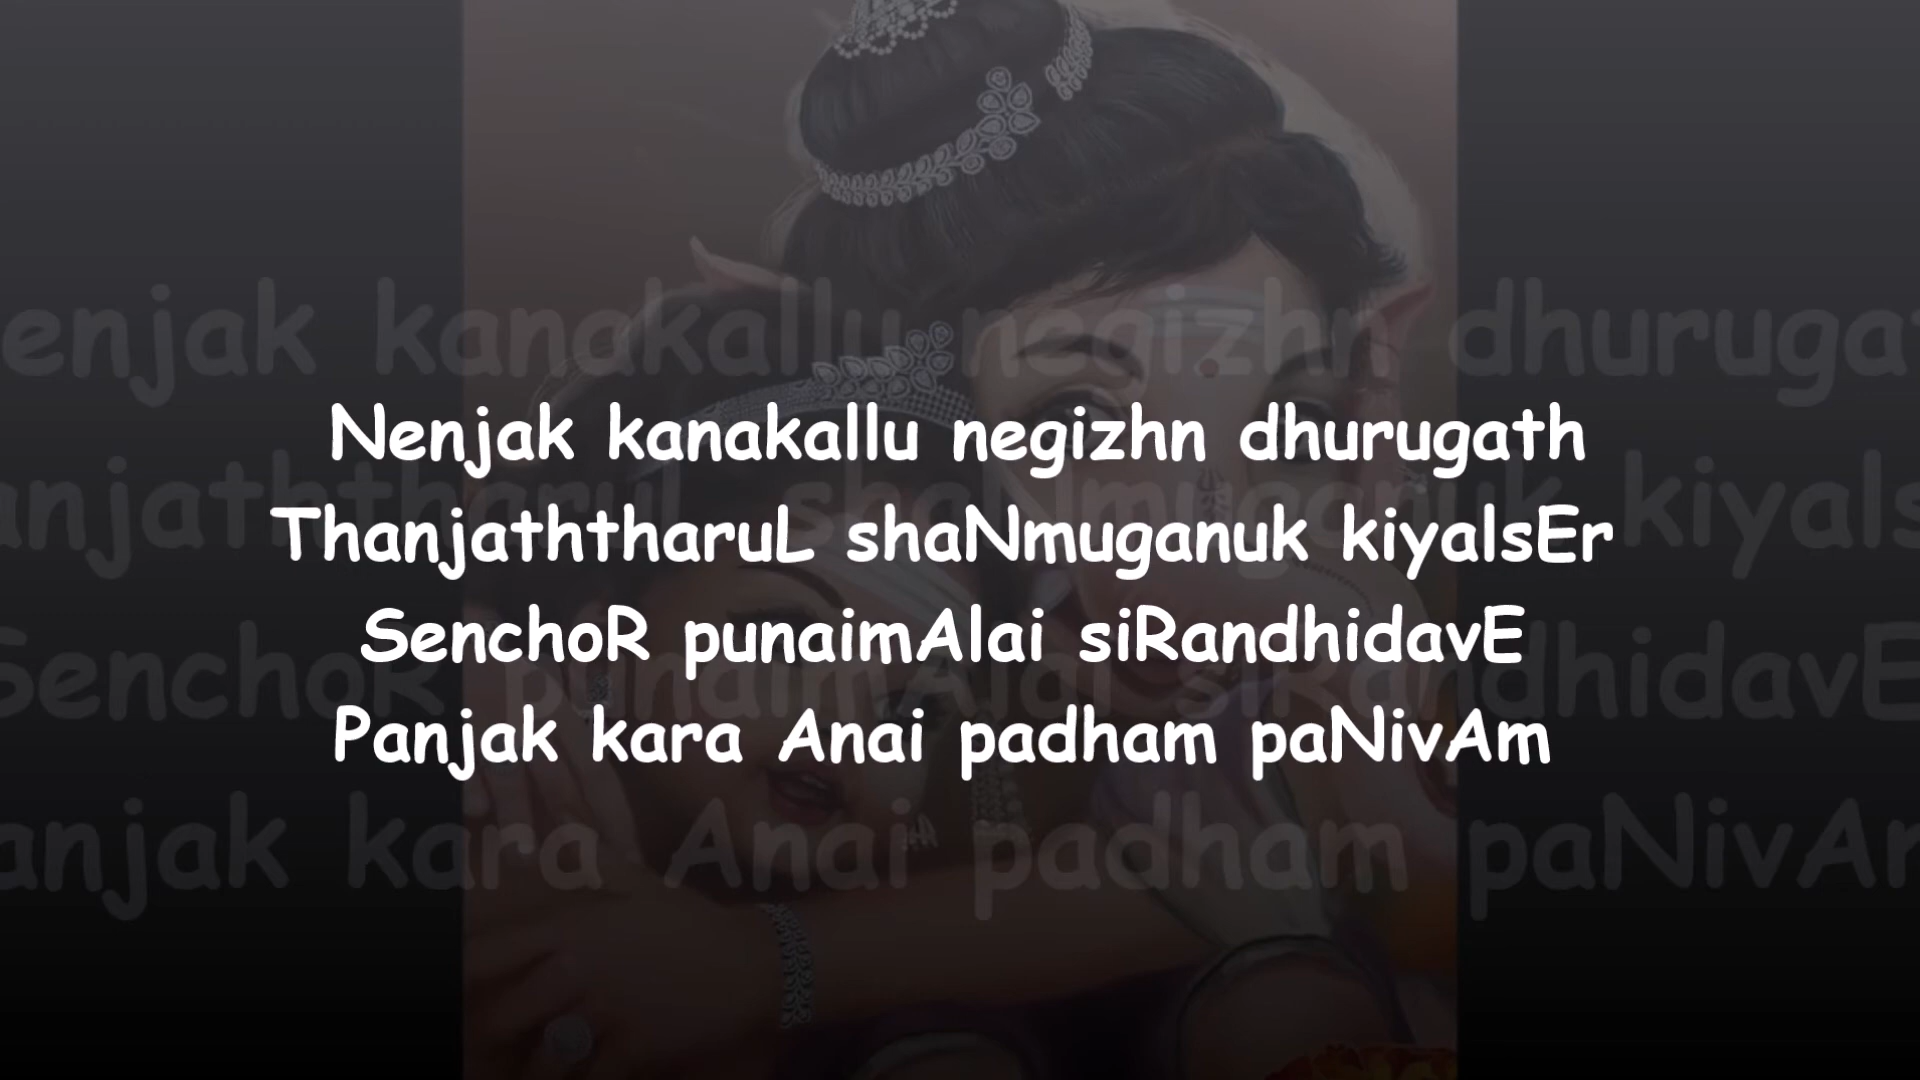 Nenjak kanakallu negizhn dhurugath
ThanjaththaruL shaNmuganuk kiyalsEr
SenchoR punaimAlai siRandhidavE
Panjak kara Anai padham paNivAm